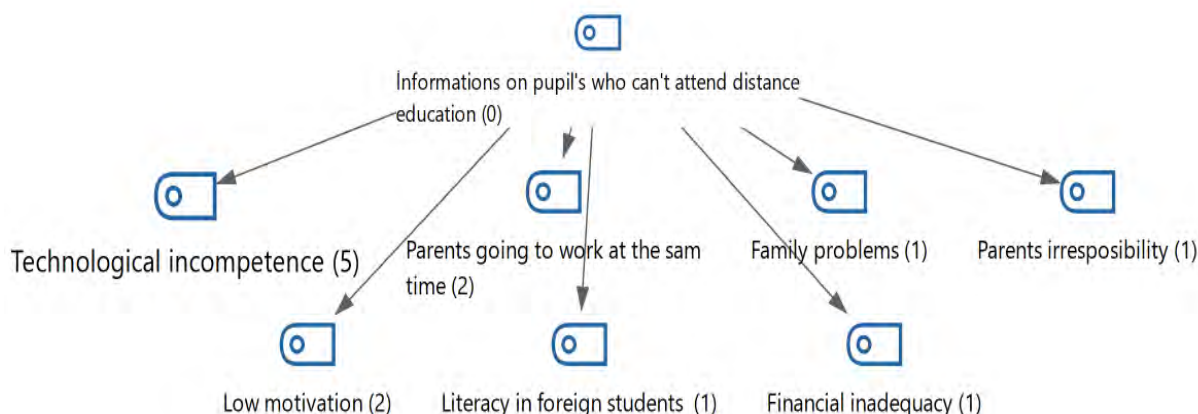 Informations on pupil's who can't attend distance
education (0)
Technological incompetence (5)
Parents going to work at the sam
time (2)
Family problems (1)
Parents irresposibility (1)
Low motivation (2)
Literacy in foreign students (1)
Financial inadequacy (1)